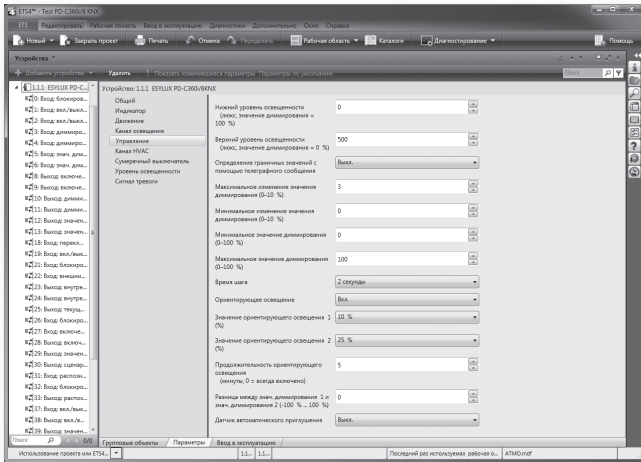 ETS4™ - Test PD-C360i/8 KNX
ETS Редактировать Рабочая область Ввод в эксплуатацию Диагностики Дополнительно Окно Справка
Новый Закрыть проект Печать Отмена Переделать Рабочая область Каталоги Диагностирование Помощь
Устройства
Добавить устройства Удалить Показать изменившиеся параметры Параметры по умолчанию Поиск
1.1.1 ESYLUX PD-C...
0: Вход: блокиров...
1: Вход: вкл./выкл...
2: Вход: вкл./выкл...
3: Вход: диммиро...
4: Вход: диммиро...
5: Вход: знач. дим...
6: Вход: знач. дим...
8: Выход: включе...
9: Выход: включе...
10: Выход: димми...
11: Выход: димми...
12: Выход: значен...
13: Выход: значен...
18: Вход: перекл...
19: Вход: вкл./вык...
21: Вход: блокиро...
22: Вход: внешни...
23: Выход: внутре...
24: Выход: внутре...
25: Выход: текущ...
26: Вход: блокиро...
27: Вход: включе...
28: Выход: включ...
29: Выход: значен...
30: Выход: сценар...
31: Вход: распозн...
32: Вход: блокиро...
33: Выход: распоз...
37: Вход: вкл./вык...
38: Выход: вкл./в...
39: Выход: значен...
Поиск 0/0
Устройство: 1.1.1 ESYLUX PD-C360i/8KNX
Общий
Индикатор
Движение
Канал освещения
Управление
Канал HVAC
Сумеречный выключатель
Уровень освещенности
Сигнал тревоги
Нижний уровень освещенности 0
(люкс, значение диммирования =
100 %)
Верхний уровень освещенности 500
(люкс, значение диммирования = 0 %)
Определение граничных значений с Выкл.
помощью телеграфного сообщения
Максимальное изменение значения 3
диммирования (0–10 %)
Минимальное изменение значения 0
диммирования (0–100 %)
Минимальное значение диммирования 0
(0–100 %)
Максимальное значение диммирования 100
(0–100 %)
Время шага 2 секунды
Ориентирующее освещение Вкл.
Значение ориентирующего освещения 1 10 %
(%)
Значение ориентирующего освещения 2 25 %
(%)
Продолжительность ориентирующего 5
освещения
(минуты, 0 = всегда включено)
Разница между знач. диммирования 1 и 0
знач. диммирования 2 (-100 % ... 100 %)
Датчик автоматического приглушения Выкл.
Групповые объекты Параметры Ввод в эксплуатацию
Использование проекта или ETS4... 1.1... 1.1... Последний раз используемая рабочая о... ATMO.mdf